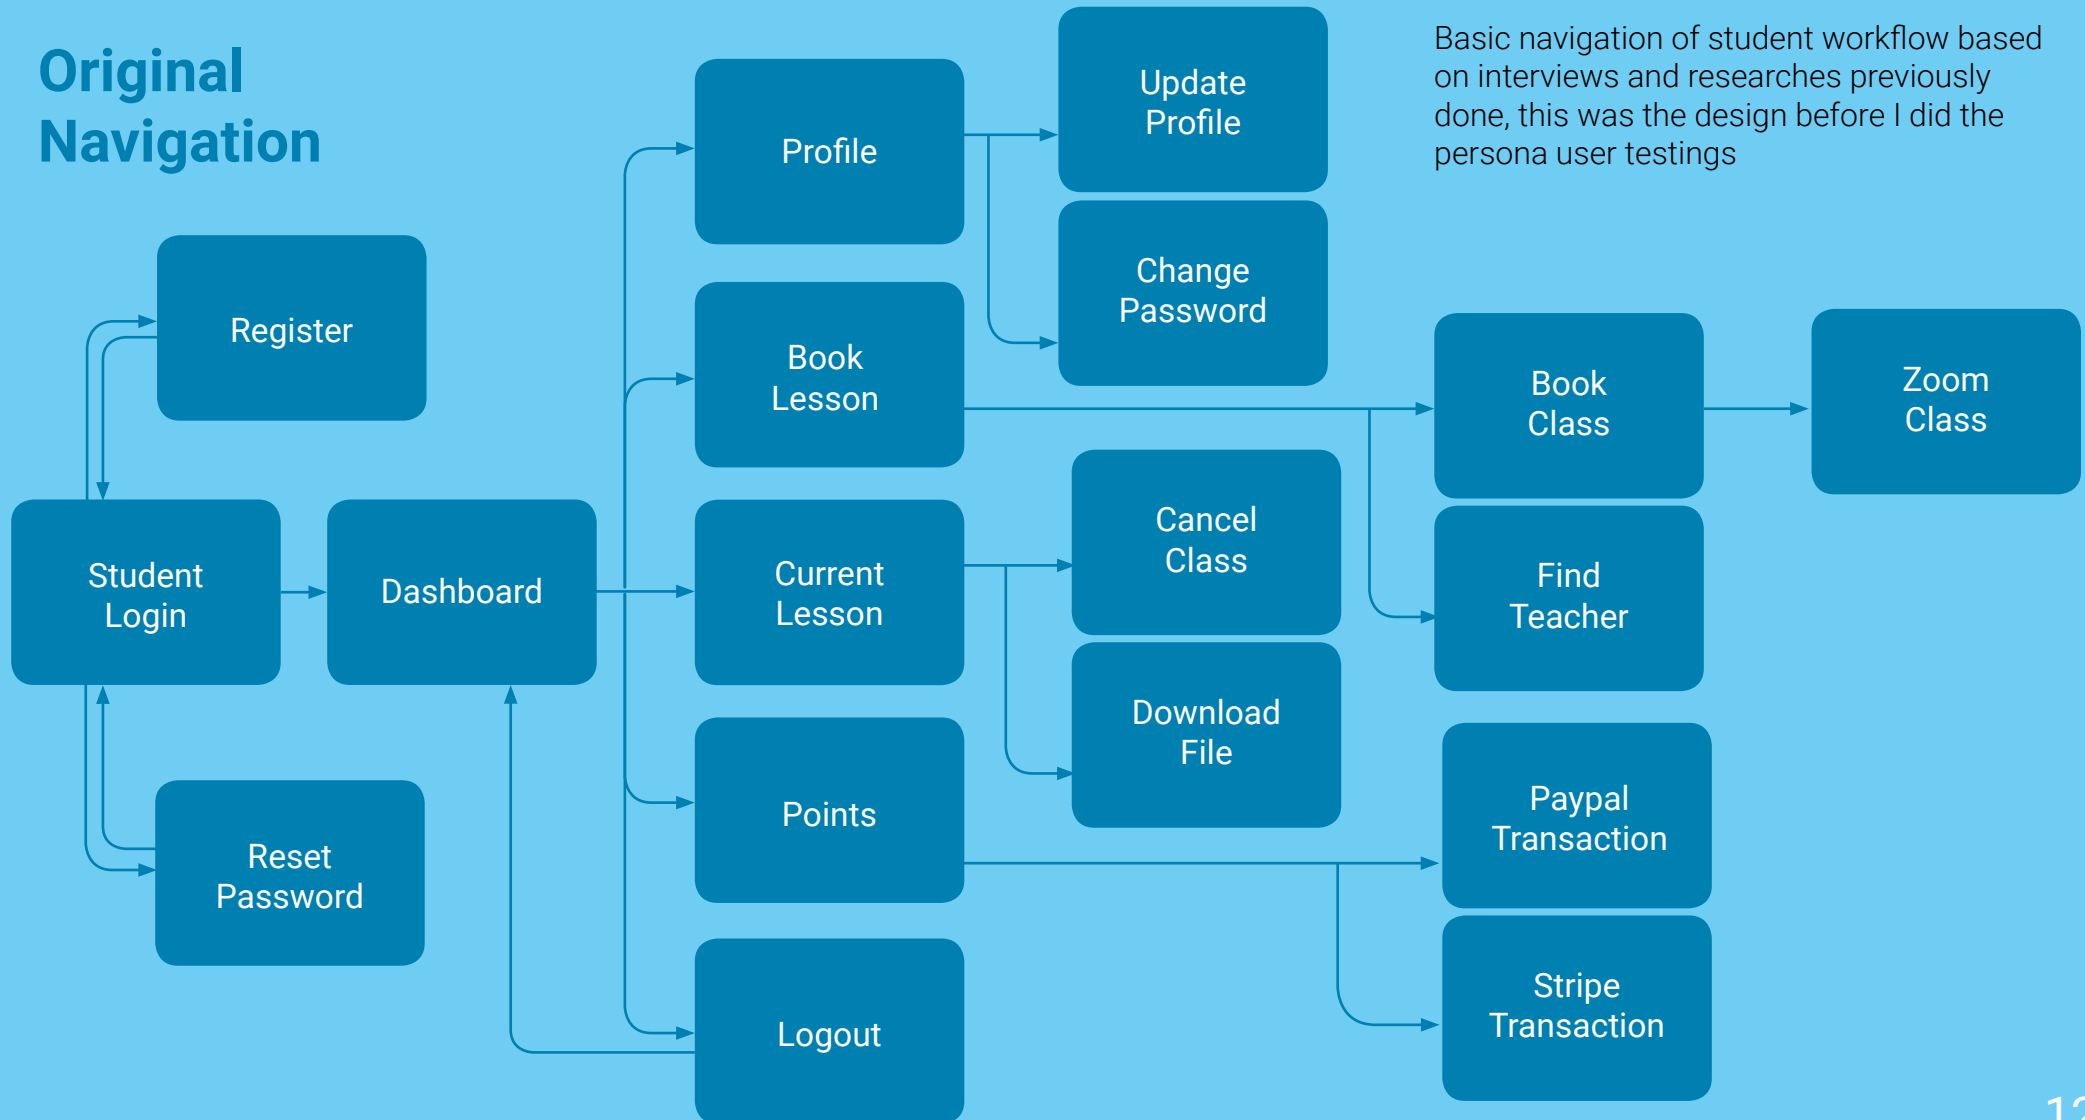 Original
Navigation
Basic navigation of student workflow based
on interviews and researches previously
done, this was the design before I did the
persona user testings
Register
Student
Login
Reset
Password
Dashboard
Profile
Book
Lesson
Current
Lesson
Points
Logout
Update
Profile
Change
Password
Cancel
Class
Download
File
Book
Class
Find
Teacher
Paypal
Transaction
Stripe
Transaction
Zoom
Class